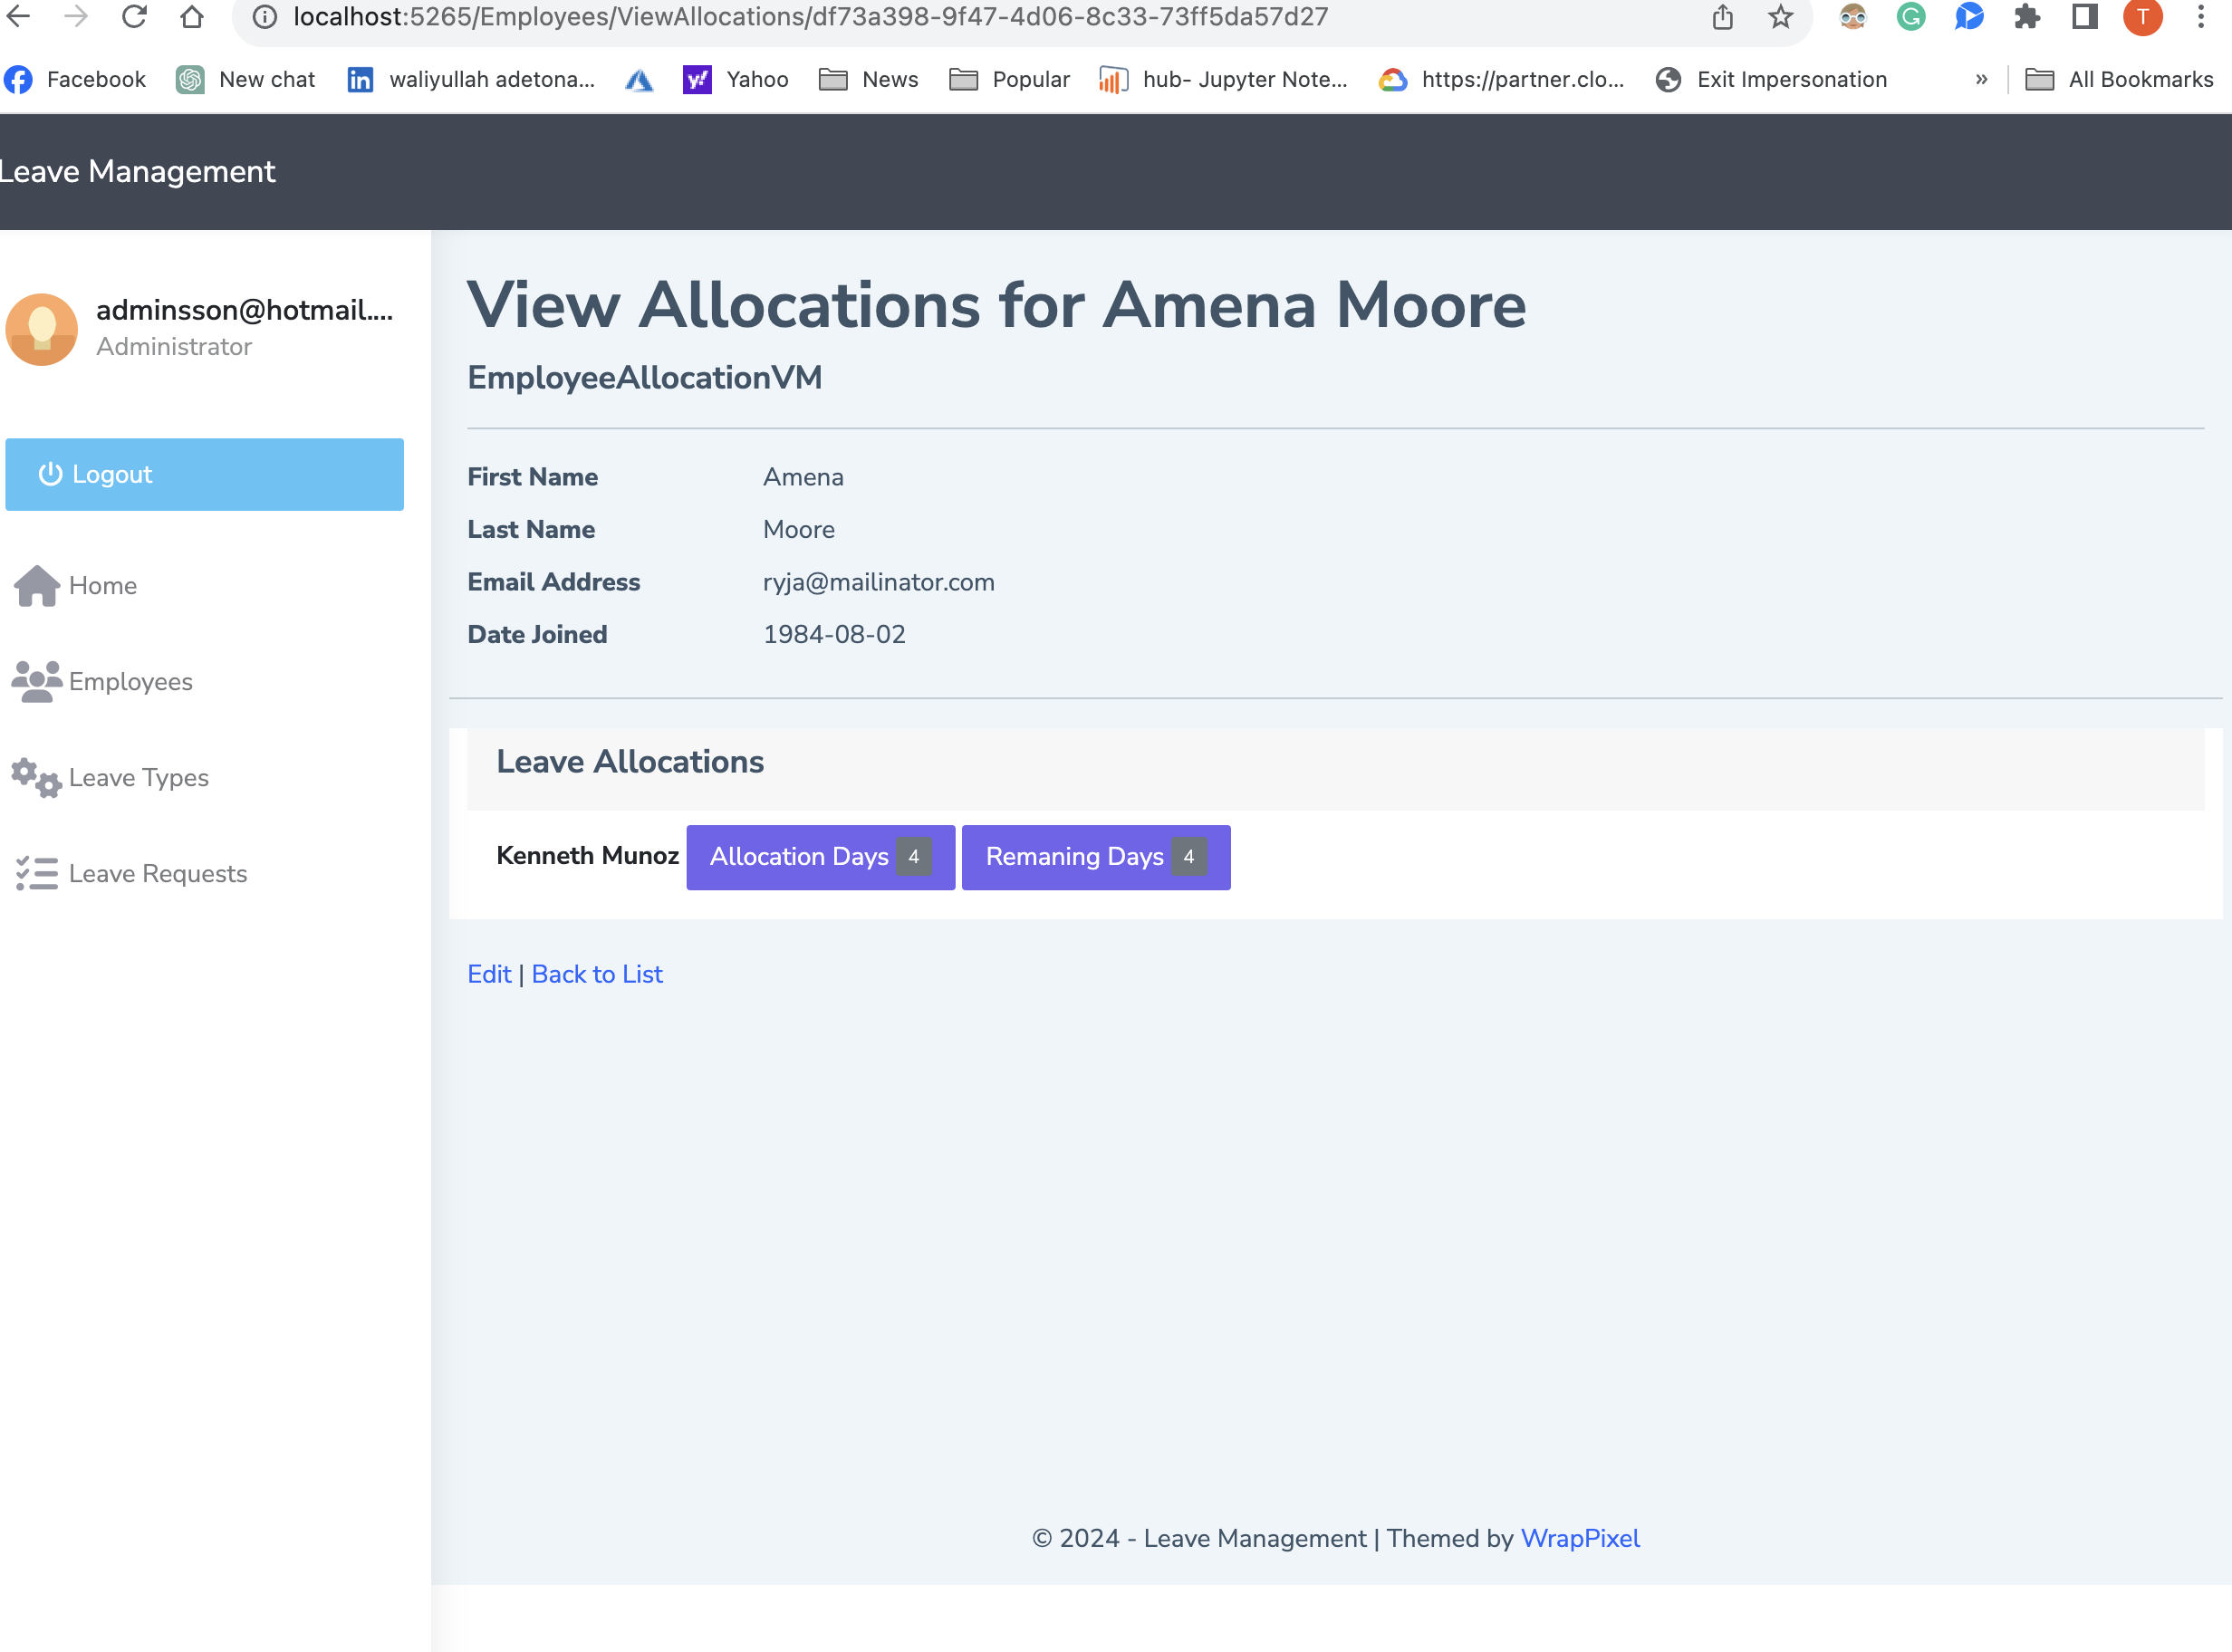 localhost:5265/Employees/ViewAllocations/df73a398-9f47-4d06-8c33-73ff5da57d27
T
Facebook New chat waliyullah adetona... Yahoo News Popular hub- Jupyter Note... https://partner.clo... Exit Impersonation » All Bookmarks
Leave Management
adminsson@hotmail....
Administrator
Logout
Home
Employees
Leave Types
Leave Requests
View Allocations for Amena Moore
EmployeeAllocationVM
First Name Amena
Last Name Moore
Email Address ryja@mailinator.com
Date Joined 1984-08-02
Leave Allocations
Kenneth Munoz Allocation Days 4 Remaning Days 4
Edit | Back to List
© 2024 - Leave Management | Themed by WrapPixel